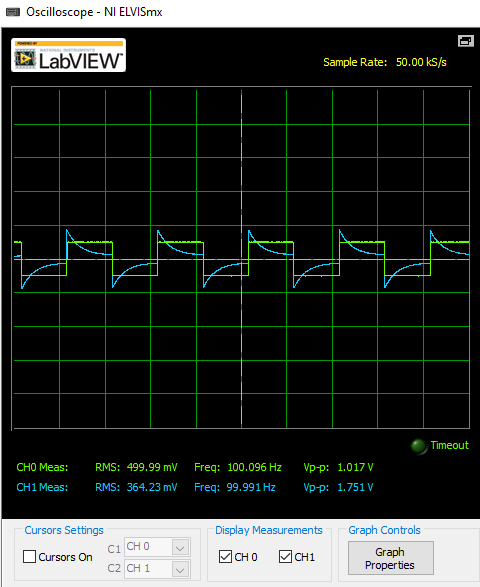 Oscilloscope - NI ELVISmx
POWERED BY
NATIONAL INSTRUMENTS
LabVIEW™
Sample Rate: 50.00 kS/s
Timeout
CH0 Meas: RMS: 499.99 mV Freq: 100.096 Hz Vp-p: 1.017 V
CH1 Meas: RMS: 364.23 mV Freq: 99.991 Hz Vp-p: 1.751 V
Cursors Settings
Cursors On
C1 CH 0
C2 CH 1
Display Measurements
CH 0
CH1
Graph Controls
Graph
Properties